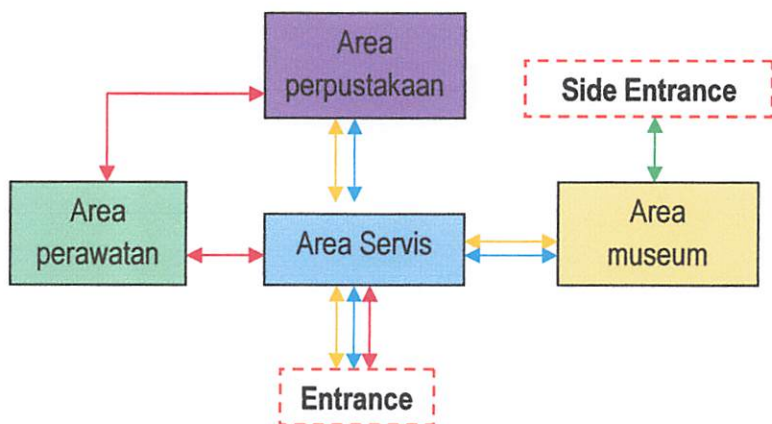 Area
perpustakaan
Side Entrance
Area
perawatan
Area Servis
Area
museum
Entrance